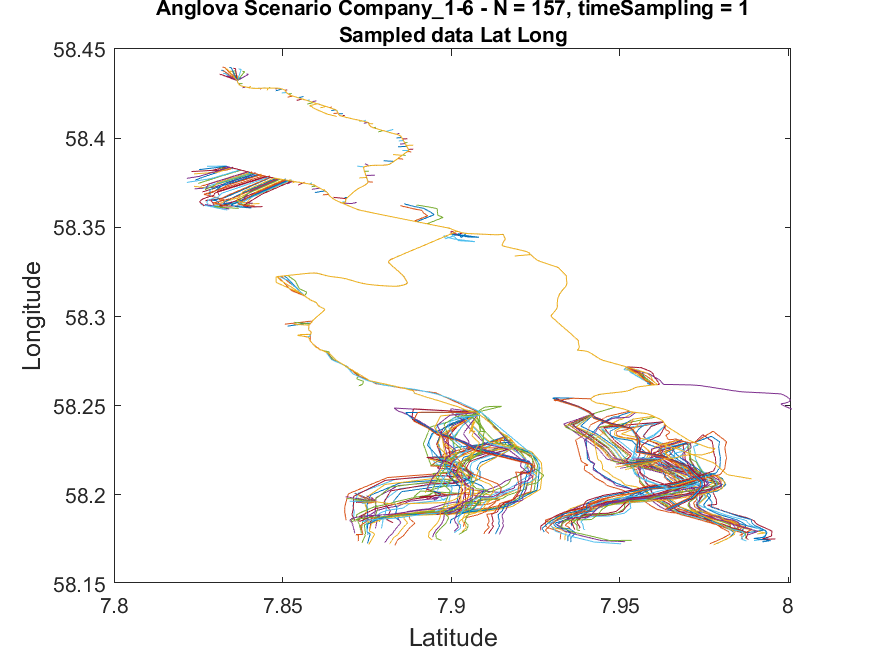 Anglova Scenario Company_1-6 - N = 157, timeSampling = 1
Sampled data Lat Long
58.45
58.4
58.35
58.3
58.25
58.2
58.15
Longitude
7.8 7.85 7.9 7.95 8
Latitude